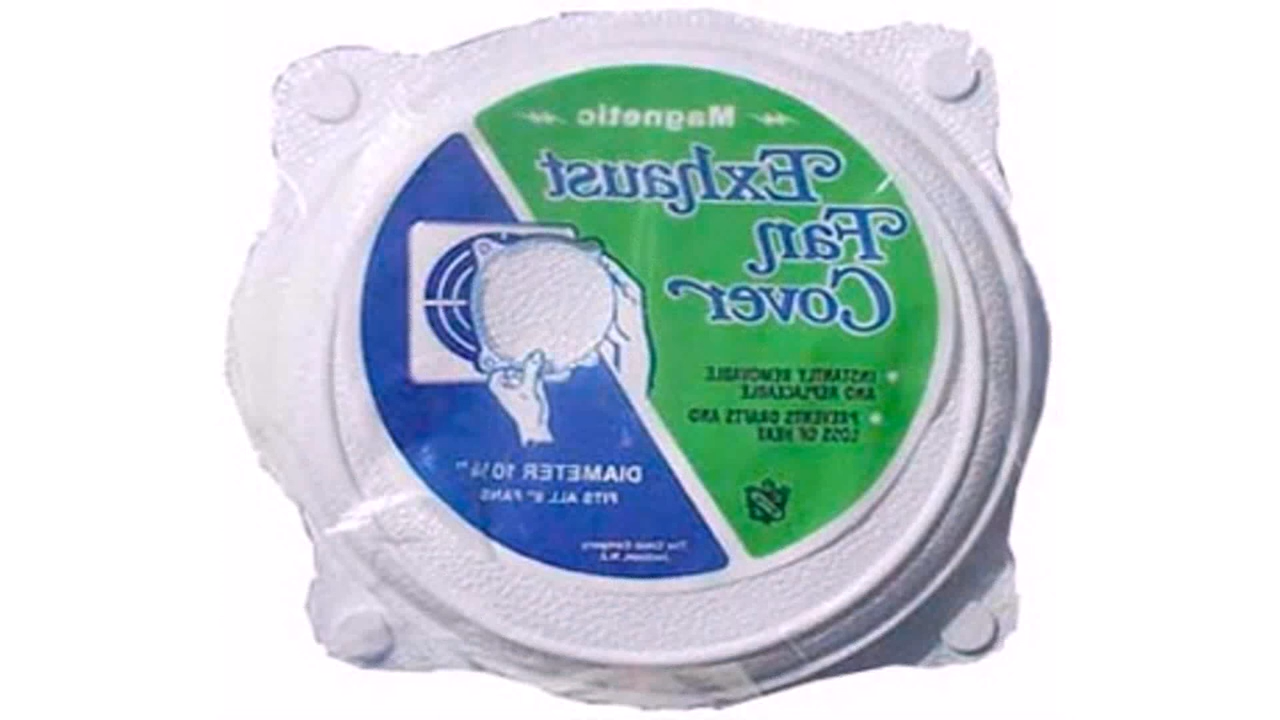 Magnetic
Exhaust
Fan
Cover
• INSTANTLY REMOVABLE
AND REPLACEABLE
• PREVENTS DRAFTS AND
LOSS OF HEAT
DIAMETER 10 ¼"
FITS ALL 8" FANS
Company